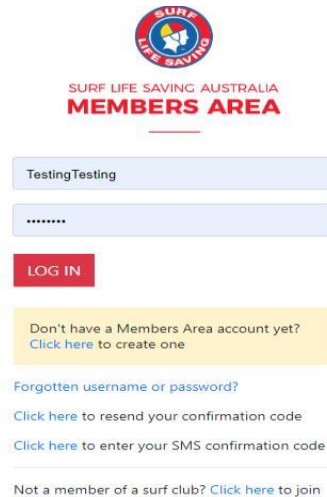 SURF
LIFE SAVING
SURF LIFE SAVING AUSTRALIA
MEMBERS AREA
TestingTesting
••••••••
LOG IN
Don't have a Members Area account yet?
Click here to create one
Forgotten username or password?
Click here to resend your confirmation code
Click here to enter your SMS confirmation code
Not a member of a surf club? Click here to join